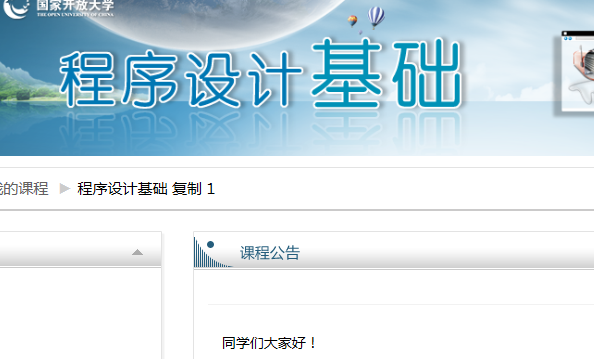 国家开放大学
THE OPEN UNIVERSITY OF CHINA
程序设计基础
我的课程 程序设计基础 复制 1
课程公告
同学们大家好！